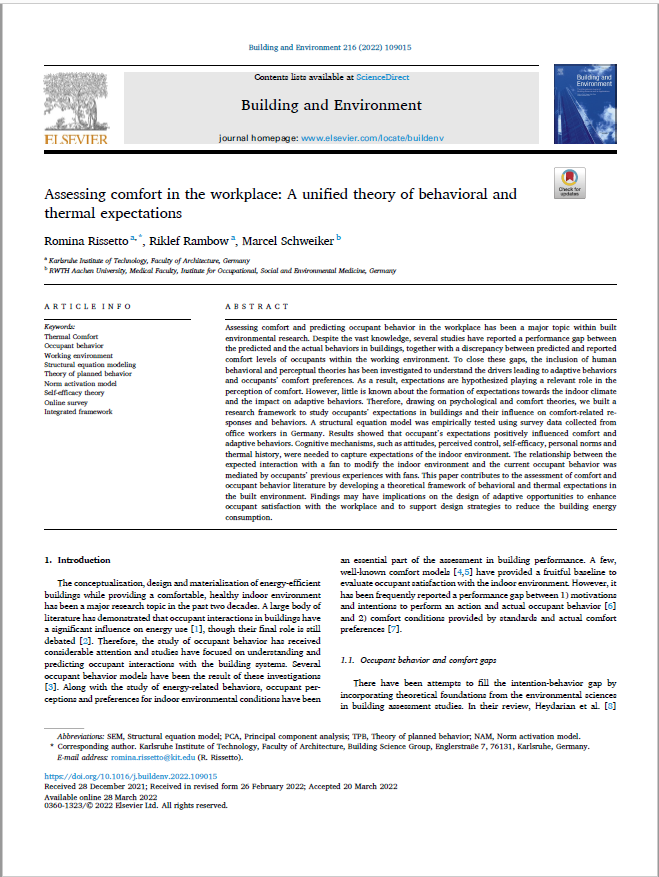 Building and Environment 216 (2022) 109015
Contents lists available at ScienceDirect
Building and Environment
journal homepage: www.elsevier.com/locate/buildenv
ELSEVIER
Building and
Environment
Check for
updates
Assessing comfort in the workplace: A unified theory of behavioral and
thermal expectations
Romina Rissetto a,*, Riklef Rambow a, Marcel Schweiker b
a Karlsruhe Institute of Technology, Faculty of Architecture, Germany
b RWTH Aachen University, Medical Faculty, Institute for Occupational, Social and Environmental Medicine, Germany
ARTICLE INFO
Keywords:
Thermal Comfort
Occupant behavior
Working environment
Structural equation modeling
Theory of planned behavior
Norm activation model
Self-efficacy theory
Online survey
Integrated framework
ABSTRACT
Assessing comfort and predicting occupant behavior in the workplace has been a major topic within built
environmental research. Despite the vast knowledge, several studies have reported a performance gap between
the predicted and the actual behaviors in buildings, together with a discrepancy between predicted and reported
comfort levels of occupants within the working environment. To close these gaps, the inclusion of human
behavioral and perceptual theories has been investigated to understand the drivers leading to adaptive behaviors
and occupants' comfort preferences. As a result, expectations are hypothesized playing a relevant role in the
perception of comfort. However, little is known about the formation of expectations towards the indoor climate
and the impact on adaptive behaviors. Therefore, drawing on psychological and comfort theories, we built a
research framework to study occupants' expectations in buildings and their influence on comfort-related re-
sponses and behaviors. A structural equation model was empirically tested using survey data collected from
office workers in Germany. Results showed that occupant's expectations positively influenced comfort and
adaptive behaviors. Cognitive mechanisms, such as attitudes, perceived control, self-efficacy, personal norms and
thermal history, were needed to capture expectations of the indoor environment. The relationship between the
expected interaction with a fan to modify the indoor environment and the current occupant behavior was
mediated by occupants' previous experiences with fans. This paper contributes to the assessment of comfort and
occupant behavior literature by developing a theoretical framework of behavioral and thermal expectations in
the built environment. Findings may have implications on the design of adaptive opportunities to enhance
occupant satisfaction with the workplace and to support design strategies to reduce the building energy
consumption.
1. Introduction
The conceptualization, design and materialization of energy-efficient
buildings while providing a comfortable, healthy indoor environment
has been a major research topic in the past two decades. A large body of
literature has demonstrated that occupant interactions in buildings have
a significant influence on energy use [1], though their final role is still
debated [2]. Therefore, the study of occupant behavior has received
considerable attention and studies have focused on understanding and
predicting occupant interactions with the building systems. Several
occupant behavior models have been the result of these investigations
[3]. Along with the study of energy-related behaviors, occupant per-
ceptions and preferences for indoor environmental conditions have been
an essential part of the assessment in building performance. A few,
well-known comfort models [4,5] have provided a fruitful baseline to
evaluate occupant satisfaction with the indoor environment. However, it
has been frequently reported a performance gap between 1) motivations
and intentions to perform an action and actual occupant behavior [6]
and 2) comfort conditions provided by standards and actual comfort
preferences [7].
1.1. Occupant behavior and comfort gaps
There have been attempts to fill the intention-behavior gap by
incorporating theoretical foundations from the environmental sciences
in building assessment studies. In their review, Heydarian et al. [8]
Abbreviations: SEM, Structural equation model; PCA, Principal component analysis; TPB, Theory of planned behavior; NAM, Norm activation model.
* Corresponding author. Karlsruhe Institute of Technology, Faculty of Architecture, Building Science Group, Englerstraße 7, 76131, Karlsruhe, Germany.
E-mail address: romina.rissetto@kit.edu (R. Rissetto).
https://doi.org/10.1016/j.buildenv.2022.109015
Received 28 December 2021; Received in revised form 26 February 2022; Accepted 20 March 2022
Available online 28 March 2022
0360-1323/© 2022 Elsevier Ltd. All rights reserved.